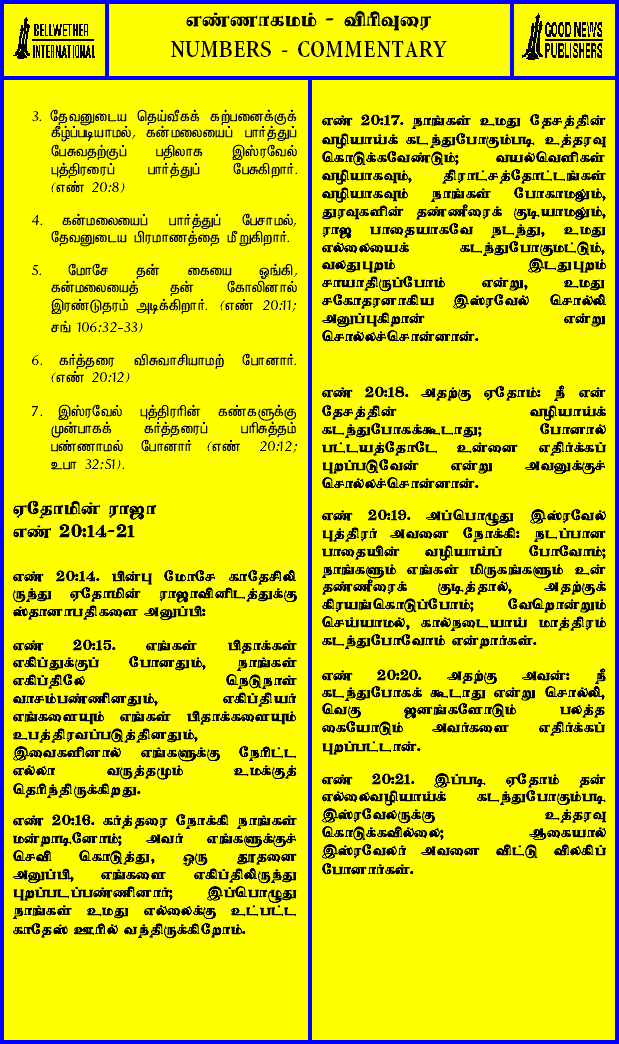 BELLWETHER
INTERNATIONAL
எண்ணாகமம் - விரிவுரை
NUMBERS - COMMENTARY
GOOD NEWS
PUBLISHERS
3. தேவனுடைய தெய்வீகக் கற்பனைக்குக்
கீழ்ப்படியாமல், கன்மலையைப் பார்த்துப்
பேசுவதற்குப் பதிலாக இஸ்ரவேல்
புத்திரரைப் பார்த்துப் பேசுகிறார்.
(எண் 20:8)
4. கன்மலையைப் பார்த்துப் பேசாமல்,
தேவனுடைய பிரமாணத்தை மீறுகிறார்.
5. மோசே தன் கையை ஓங்கி,
கன்மலையைத் தன் கோலினால்
இரண்டுதரம் அடிக்கிறார். (எண் 20:11;
சங் 106:32-33)
6. கர்த்தரை விசுவாசியாமற் போனார்.
(எண் 20:12)
7. இஸ்ரவேல் புத்திரரின் கண்களுக்கு
முன்பாகக் கர்த்தரைப் பரிசுத்தம்
பண்ணாமல் போனார் (எண் 20:12;
உபா 32:51).
ஏதோமின் ராஜா
எண் 20:14-21
எண் 20:14. பின்பு மோசே காதேசிலி
ருந்து ஏதோமின் ராஜாவினிடத்துக்கு
ஸ்தானாபதிகளை அனுப்பி:
எண் 20:15. எங்கள் பிதாக்கள்
எகிப்துக்குப் போனதும், நாங்கள்
எகிப்திலே நெடுநாள்
வாசம்பண்ணினதும், எகிப்தியர்
எங்களையும் எங்கள் பிதாக்களையும்
உபத்திரவப்படுத்தினதும்,
இவைகளினால் எங்களுக்கு நேரிட்ட
எல்லா வருத்தமும் உமக்குத்
தெரிந்திருக்கிறது.
எண் 20:16. கர்த்தரை நோக்கி நாங்கள்
மன்றாடினோம்; அவர் எங்களுக்குச்
செவி கொடுத்து, ஒரு தூதனை
அனுப்பி, எங்களை எகிப்திலிருந்து
புறப்படப்பண்ணினார்; இப்பொழுது
நாங்கள் உமது எல்லைக்கு உட்பட்ட
காதேஸ் ஊரில் வந்திருக்கிறோம்.
எண் 20:17. நாங்கள் உமது தேசத்தின்
வழியாய்க் கடந்துபோகும்படி உத்தரவு
கொடுக்கவேண்டும்; வயல்வெளிகள்
வழியாகவும், திராட்சத்தோட்டங்கள்
வழியாகவும் நாங்கள் போகாமலும்,
துரவுகளின் தண்ணீரைக் குடியாமலும்,
ராஜ பாதையாகவே நடந்து, உமது
எல்லையைக் கடந்துபோகுமட்டும்,
வலதுபுறம் இடதுபுறம்
சாயாதிருப்போம் என்று, உமது
சகோதரனாகிய இஸ்ரவேல் சொல்லி
அனுப்புகிறான் என்று
சொல்லச்சொன்னான்.
எண் 20:18. அதற்கு ஏதோம்: நீ என்
தேசத்தின் வழியாய்க்
கடந்துபோகக்கூடாது; போனால்
பட்டயத்தோடே உன்னை எதிர்க்கப்
புறப்படுவேன் என்று அவனுக்குச்
சொல்லச்சொன்னான்.
எண் 20:19. அப்பொழுது இஸ்ரவேல்
புத்திரர் அவனை நோக்கி: நடப்பான
பாதையின் வழியாய்ப் போவோம்;
நாங்களும் எங்கள் மிருகங்களும் உன்
தண்ணீரைக் குடித்தால், அதற்குக்
கிரயங்கொடுப்போம்; வேறொன்றும்
செய்யாமல், கால்நடையாய் மாத்திரம்
கடந்துபோவோம் என்றார்கள்.
எண் 20:20. அதற்கு அவன்: நீ
கடந்துபோகக் கூடாது என்று சொல்லி,
வெகு ஜனங்களோடும் பலத்த
கையோடும் அவர்களை எதிர்க்கப்
புறப்பட்டான்.
எண் 20:21. இப்படி ஏதோம் தன்
எல்லைவழியாய்க் கடந்துபோகும்படி
இஸ்ரவேலருக்கு உத்தரவு
கொடுக்கவில்லை; ஆகையால்
இஸ்ரவேலர் அவனை விட்டு விலகிப்
போனார்கள்.